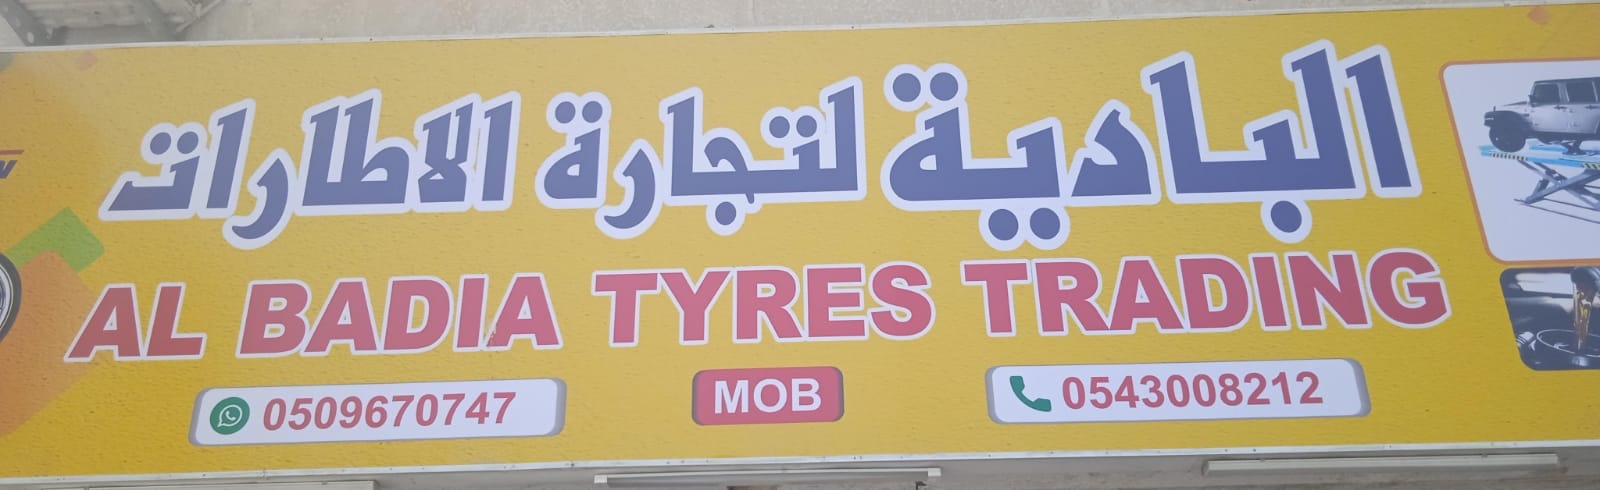 البادية لتجارة الاطارات
AL BADIA TYRES TRADING
0509670747 MOB 0543008212